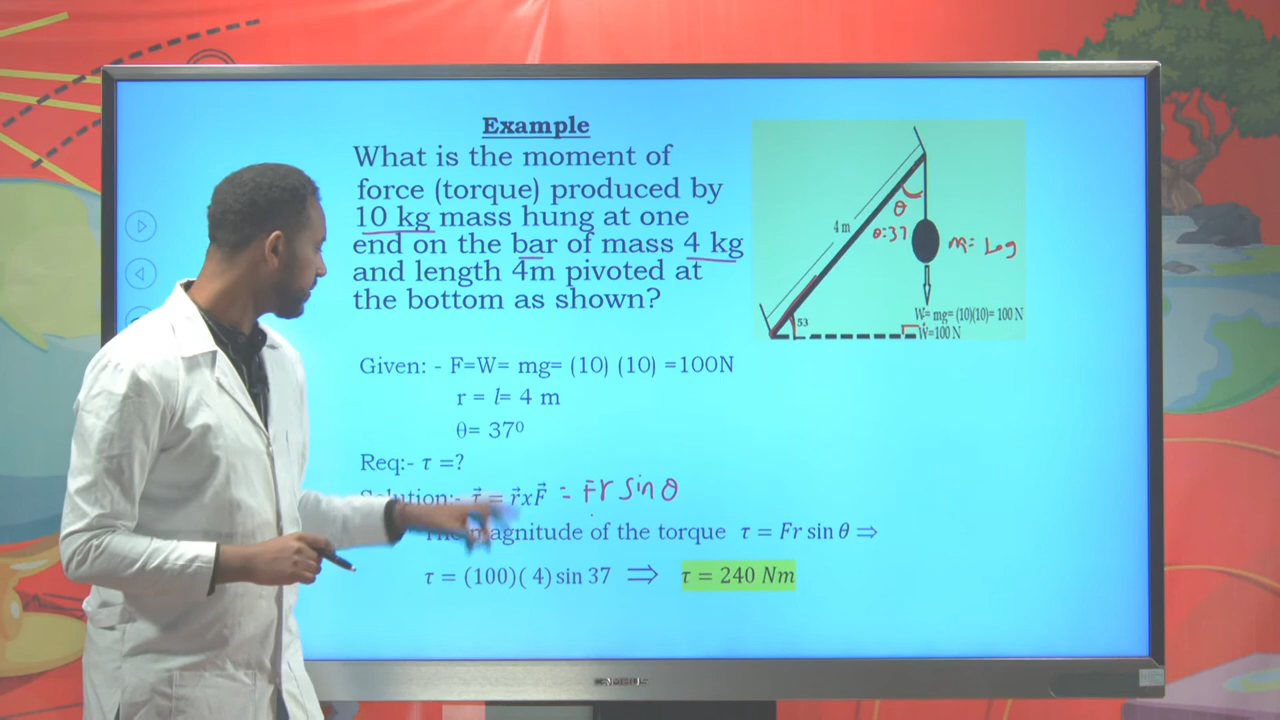 Example
What is the moment of
force (torque) produced by
10 kg mass hung at one
end on the bar of mass 4 kg
and length 4m pivoted at
the bottom as shown?
4 m
θ
θ:37
53
W= mg= (10)(10)= 100 N
W=100 N
Given: - F=W= mg= (10) (10) =100N
r = l= 4 m
θ= 37⁰
Req:- τ =?
Solution:- τ⃗ = r⃗xF⃗ = Fr sin θ
magnitude of the torque τ = Fr sin θ ⇒
τ = (100)( 4) sin 37 ⇒ τ = 240 Nm